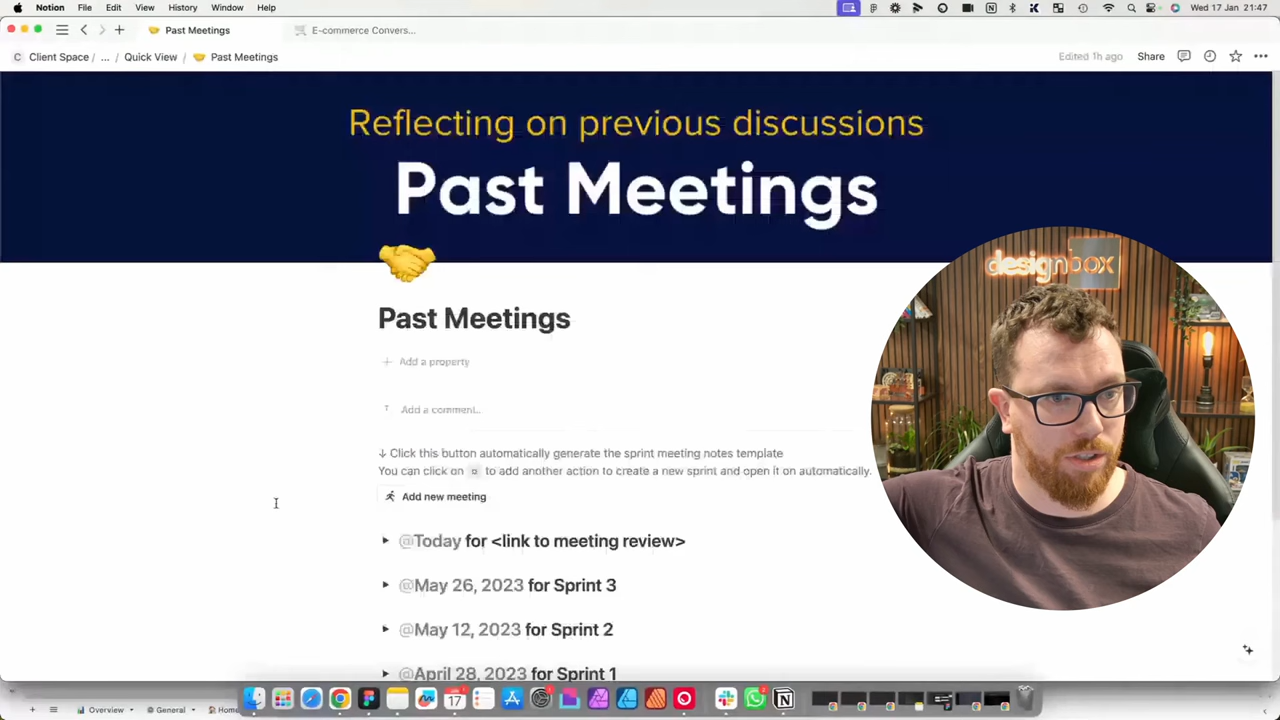 Notion File Edit View History Window Help
Wed 17 Jan 21:47
Past Meetings
E-commerce Convers...
C Client Space / ... / Quick View / Past Meetings
Edited 1h ago Share
Reflecting on previous discussions
Past Meetings
designbox
Past Meetings
Add a property
Add a comment...
↓ Click this button automatically generate the sprint meeting notes template
You can click on to add another action to create a new sprint and open it on automatically.
Add new meeting
@Today for <link to meeting review>
@May 26, 2023 for Sprint 3
@May 12, 2023 for Sprint 2
@April 28, 2023 for Sprint 1
17
Overview
General
Home